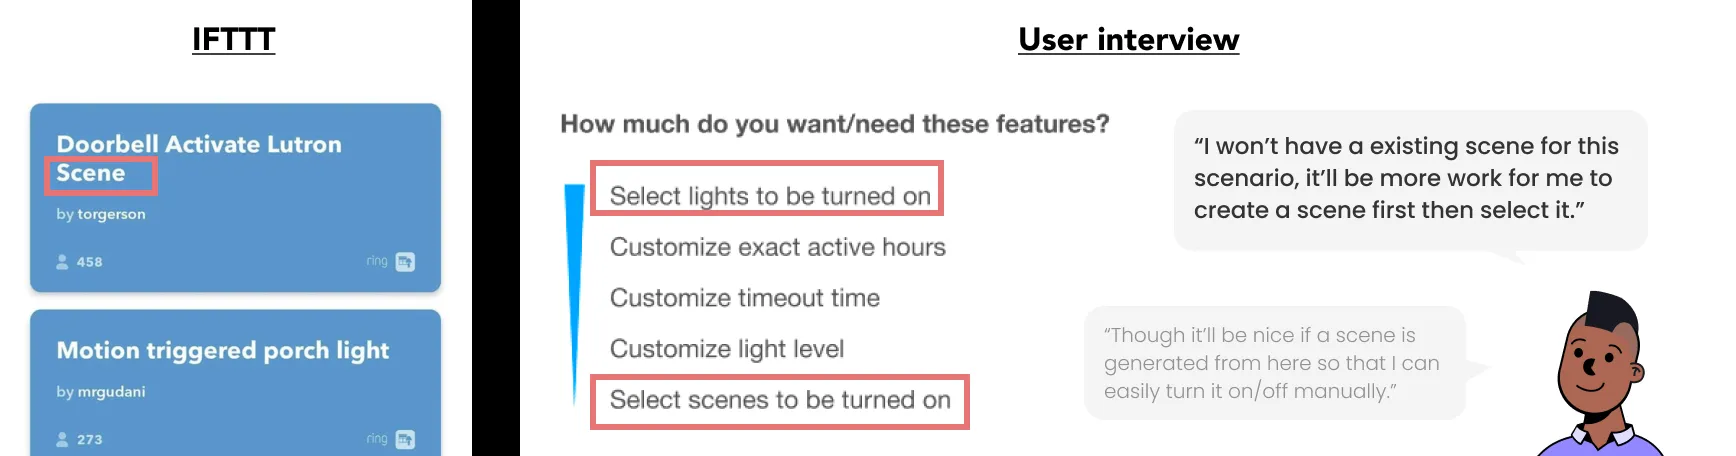 IFTTT
Doorbell Activate Lutron
Scene
by torgerson
458
ring
Motion triggered porch light
by mrgudani
273
ring
User interview
How much do you want/need these features?
Select lights to be turned on
Customize exact active hours
Customize timeout time
Customize light level
Select scenes to be turned on
“I won’t have a existing scene for this
scenario, it’ll be more work for me to
create a scene first then select it.”
“Though it’ll be nice if a scene is
generated from here so that I can
easily turn it on/off manually.”